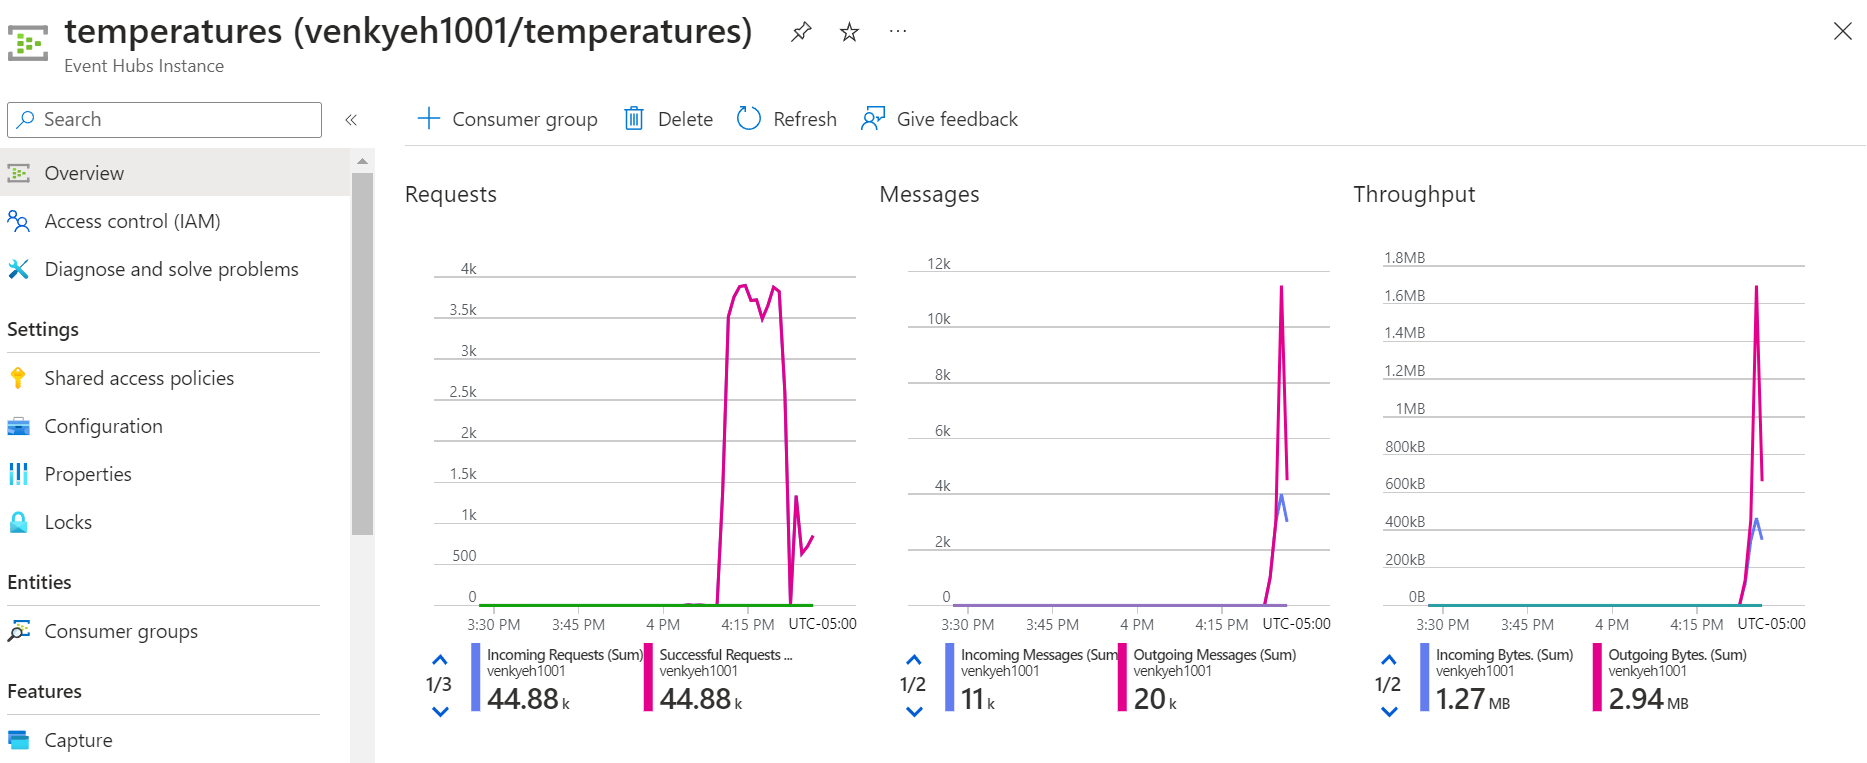 temperatures (venkyeh1001/temperatures)
Event Hubs Instance
Search
Consumer group
Delete
Refresh
Give feedback
Overview
Access control (IAM)
Diagnose and solve problems
Settings
Shared access policies
Configuration
Properties
Locks
Entities
Consumer groups
Features
Capture
Requests
4k
3.5k
3k
2.5k
2k
1.5k
1k
500
0
3:30 PM 3:45 PM 4 PM 4:15 PM UTC-05:00
1/3
Incoming Requests (Sum)
venkyeh1001
44.88 k
Successful Requests ...
venkyeh1001
44.88 k
Messages
12k
10k
8k
6k
4k
2k
0
3:30 PM 3:45 PM 4 PM 4:15 PM UTC-05:00
1/2
Incoming Messages (Sum
venkyeh1001
11 k
Outgoing Messages (Sum)
venkyeh1001
20 k
Throughput
1.8MB
1.6MB
1.4MB
1.2MB
1MB
800kB
600kB
400kB
200kB
0B
3:30 PM 3:45 PM 4 PM 4:15 PM UTC-05:00
1/2
Incoming Bytes. (Sum)
venkyeh1001
1.27 MB
Outgoing Bytes. (Sum)
venkyeh1001
2.94 MB